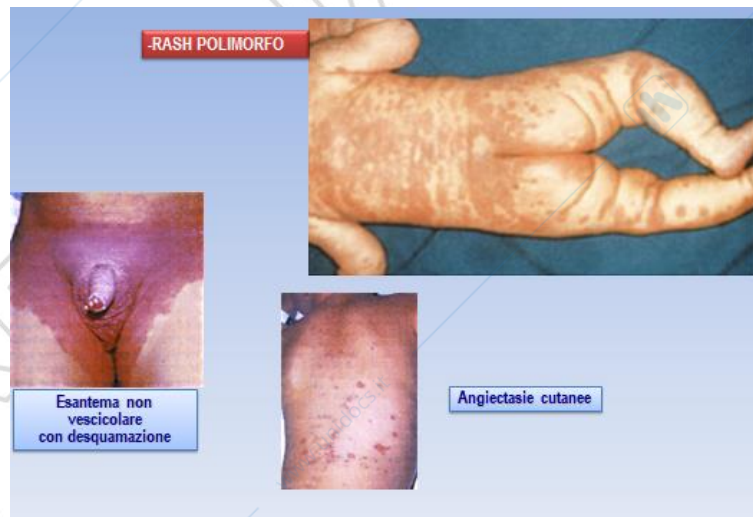 -RASH POLIMORFO
Esantema non
vescicolare
con desquamazione
Angiectasie cutanee